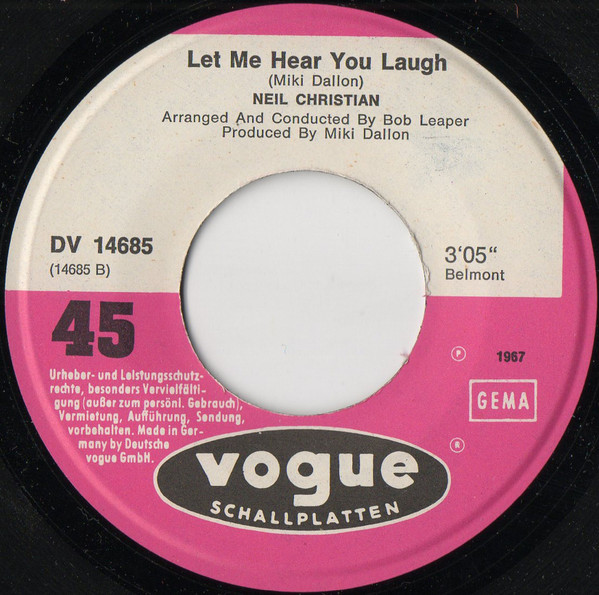 Let Me Hear You Laugh
(Miki Dallon)
NEIL CHRISTIAN
Arranged And Conducted By Bob Leaper
Produced By Miki Dallon
DV 14685
(14685 B)
3‘05“
Belmont
45
Urheber- und Leistungsschutz-
rechte, besonders Vervielfälti-
gung (außer zum persönl. Gebrauch),
Vermietung, Aufführung, Sendung,
vorbehalten. Made in Ger-
many by Deutsche
vogue GmbH.
℗ 1967
GEMA
®
vogue
SCHALLPLATTEN